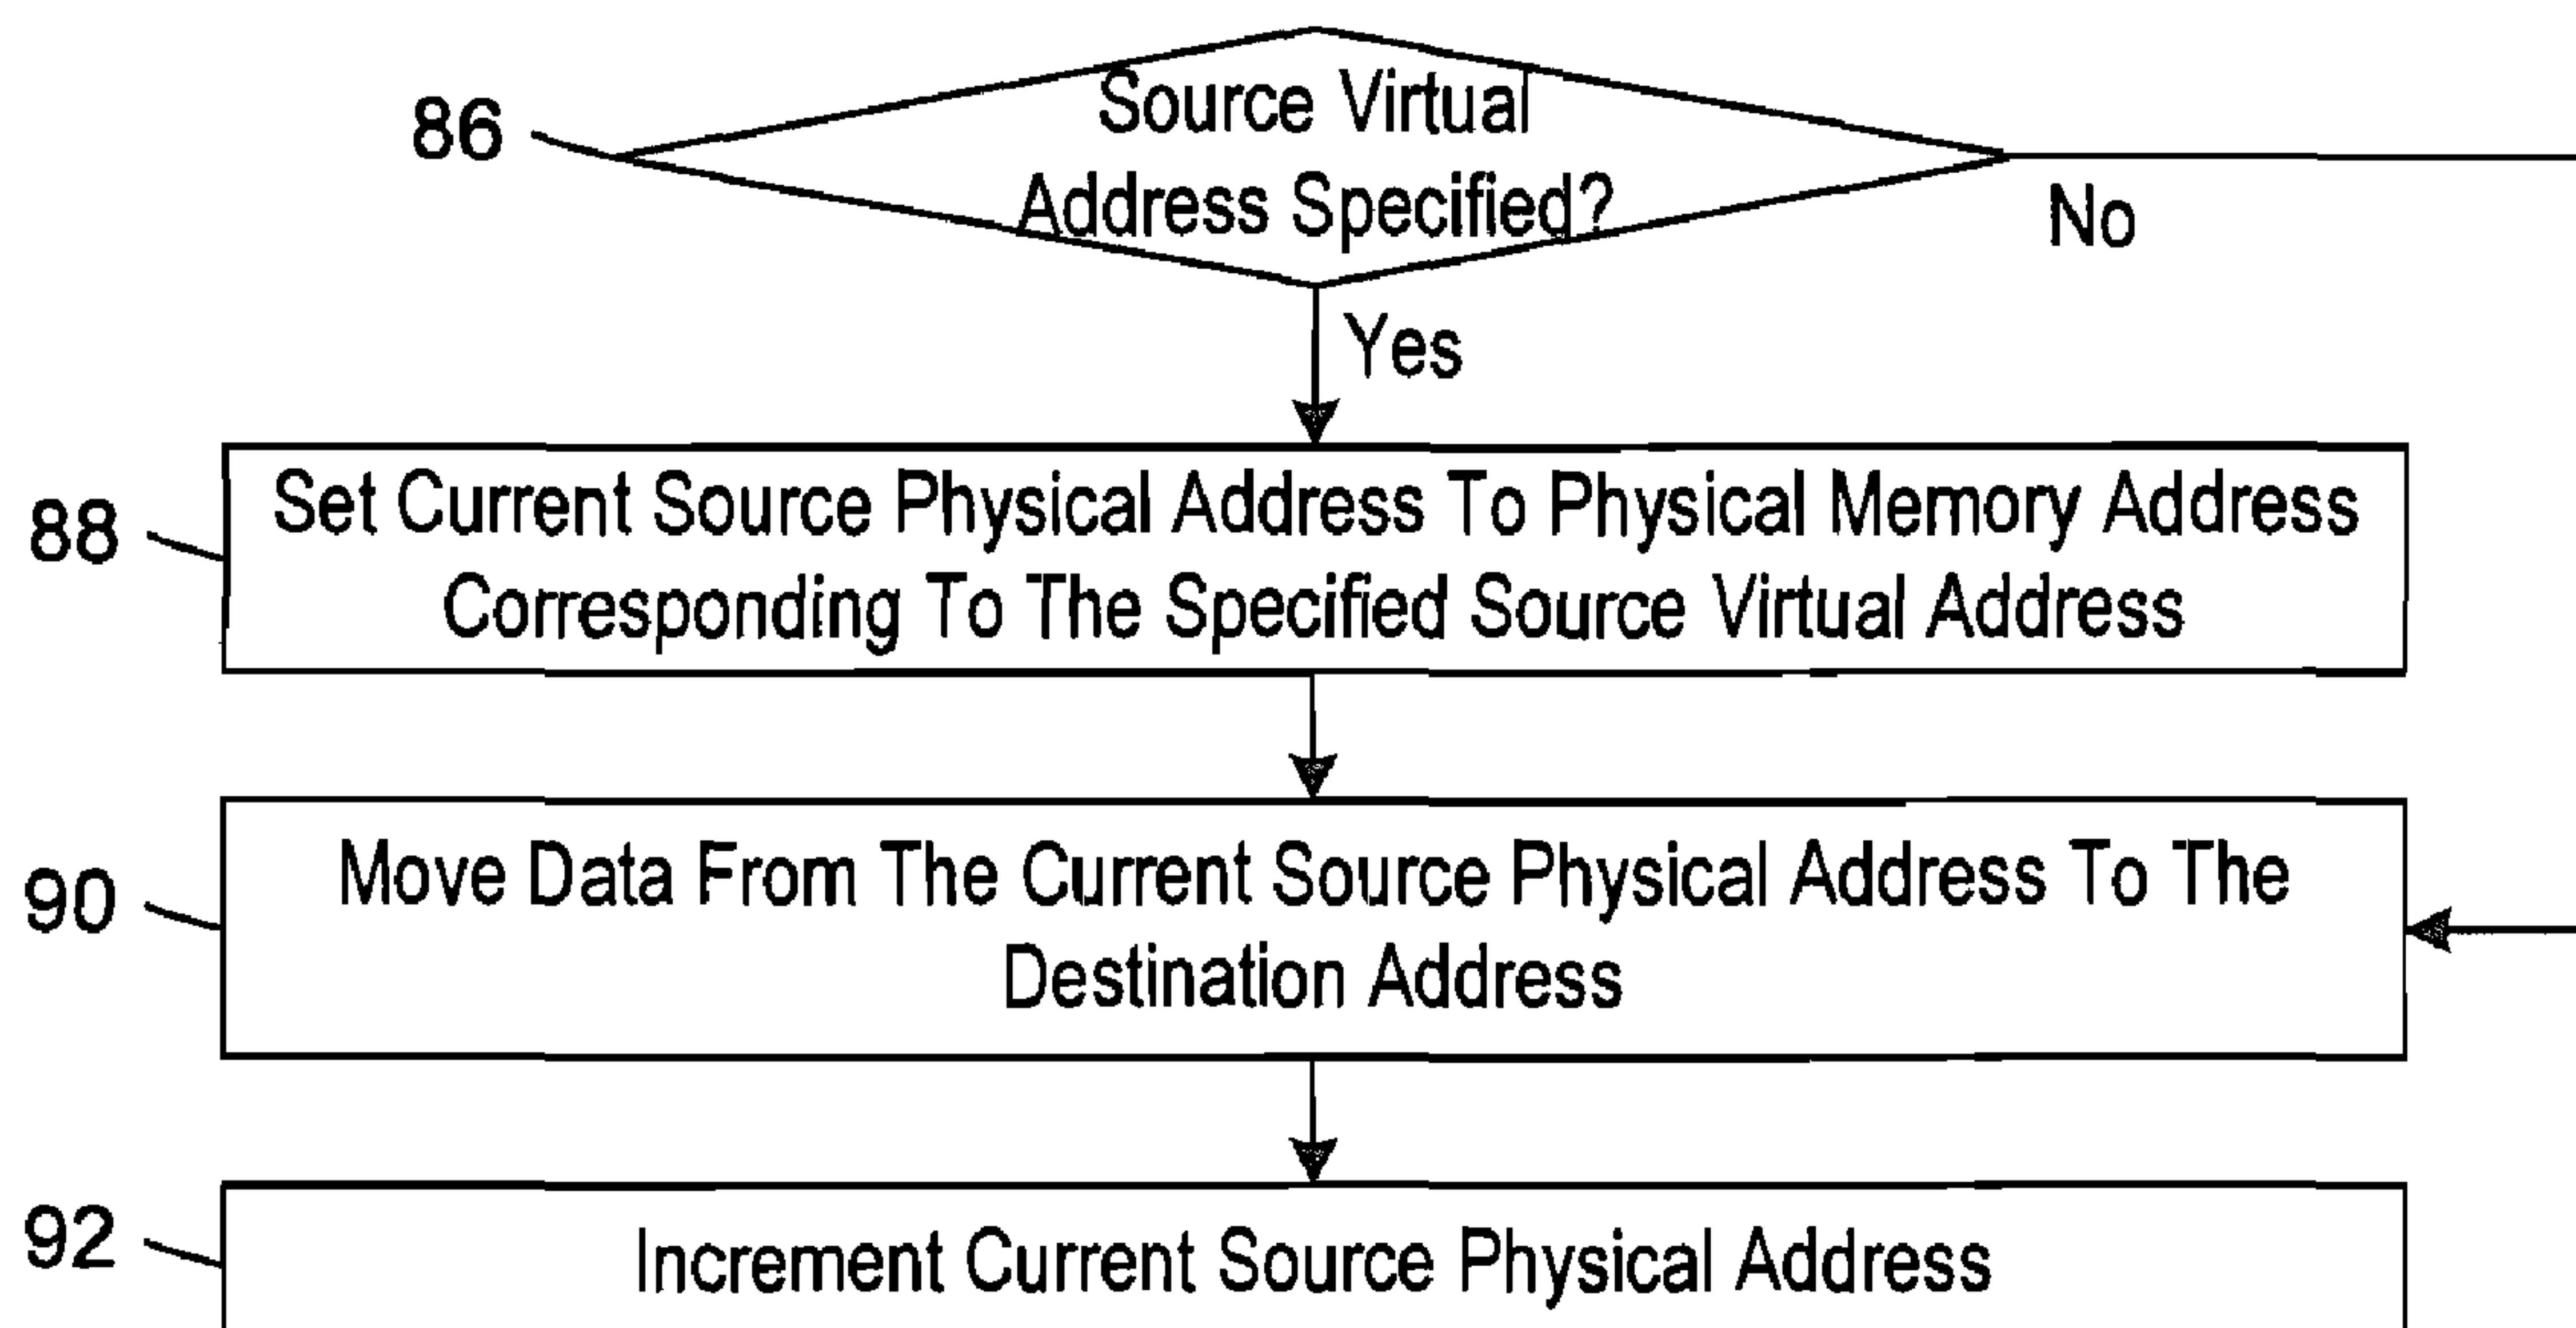 86
Source Virtual
Address Specified?
No
Yes
88
Set Current Source Physical Address To Physical Memory Address
Corresponding To The Specified Source Virtual Address
90
Move Data From The Current Source Physical Address To The
Destination Address
92
Increment Current Source Physical Address